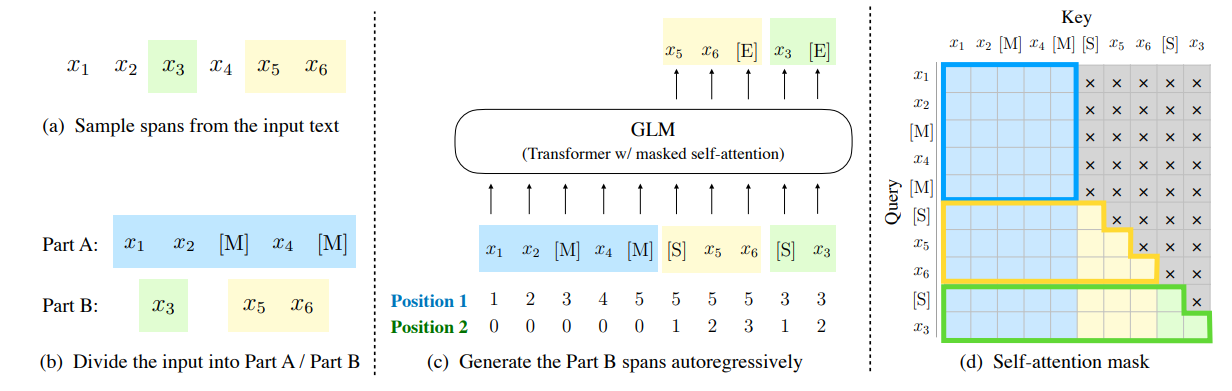 x1 x2 x3 x4 x5 x6
(a) Sample spans from the input text
Part A: x1 x2 [M] x4 [M]
Part B: x3 x5 x6
(b) Divide the input into Part A / Part B
x5 x6 [E] x3 [E]
GLM
(Transformer w/ masked self-attention)
x1 x2 [M] x4 [M] [S] x5 x6 [S] x3
Position 1 1 2 3 4 5 5 5 5 3 3
Position 2 0 0 0 0 0 1 2 3 1 2
(c) Generate the Part B spans autoregressively
Key
x1 x2 [M] x4 [M] [S] x5 x6 [S] x3
Query
x1 × × × × ×
x2 × × × × ×
[M] × × × × ×
x4 × × × × ×
[M] × × × × ×
[S] × × × ×
x5 × × ×
x6 × ×
[S] ×
x3
(d) Self-attention mask